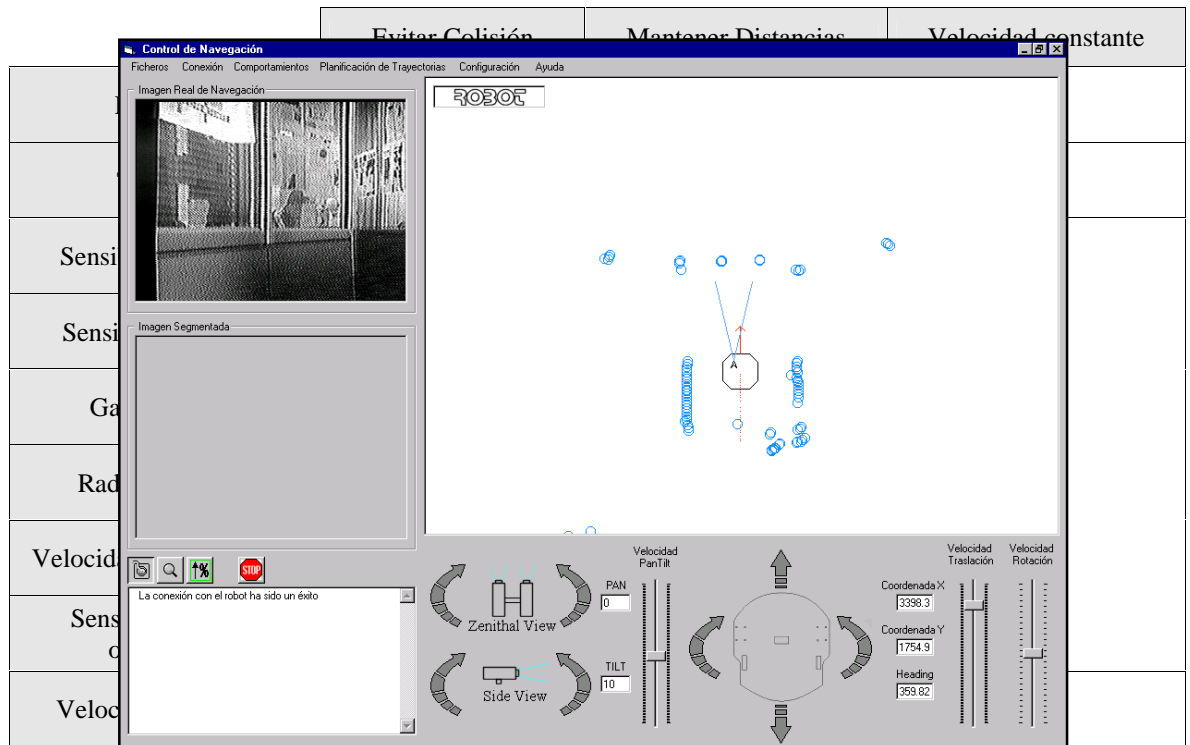 Evitar Colisión Mantener Distancias Velocidad constante
Control de Navegación
Ficheros Conexión Comportamientos Planificación de Trayectorias Configuración Ayuda
Imagen Real de Navegación
ROBOT
A
Sensi
Imagen Segmentada
Sensi
Ga
Rad
Velocida
Sens
o
Veloc
STOP
La conexión con el robot ha sido un éxito
Zenithal View
Side View
PAN
0
TILT
10
Velocidad
PanTilt
Coordenada X
3398.3
Coordenada Y
1754.9
Heading
359.82
Velocidad
Traslación
Velocidad
Rotación